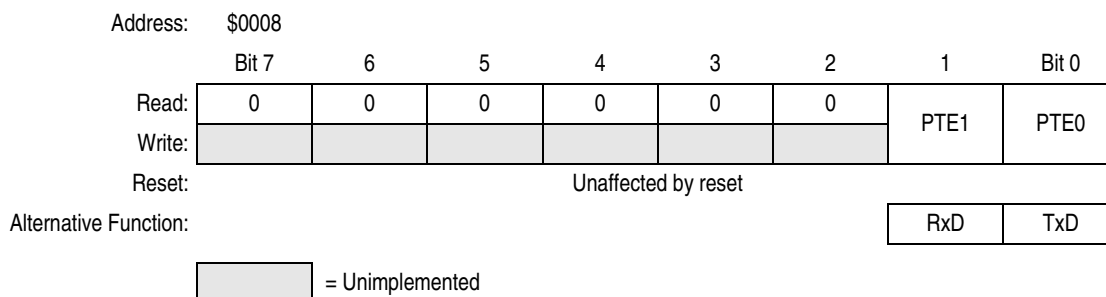 Address: $0008
Bit 7 6 5 4 3 2 1 Bit 0
Read: 0 0 0 0 0 0 PTE1 PTE0
Write:
Reset: Unaffected by reset
Alternative Function: RxD TxD
= Unimplemented